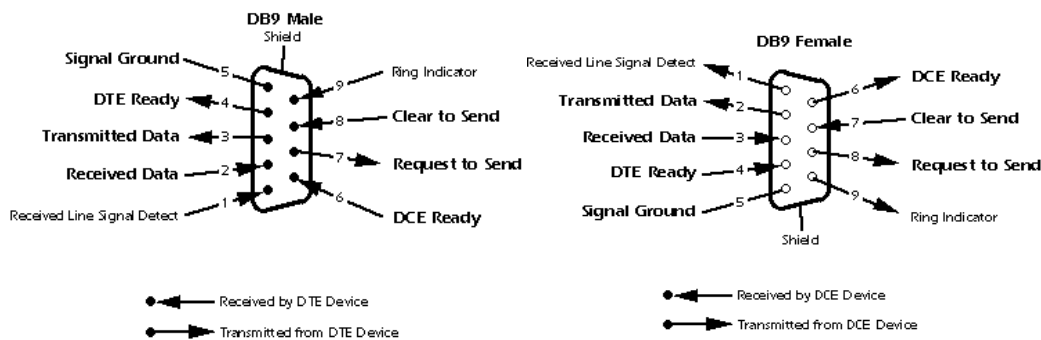 DB9 Male
Shield
Signal Ground
5
9
Ring Indicator
DTE Ready
4
8
Clear to Send
Transmitted Data
3
7
Request to Send
Received Data
2
6
DCE Ready
Received Line Signal Detect
1
Received by DTE Device
Transmitted from DTE Device
DB9 Female
Received Line Signal Detect
1
6
DCE Ready
Transmitted Data
2
7
Clear to Send
Received Data
3
8
Request to Send
DTE Ready
4
9
Ring Indicator
Signal Ground
5
Shield
Received by DCE Device
Transmitted from DCE Device